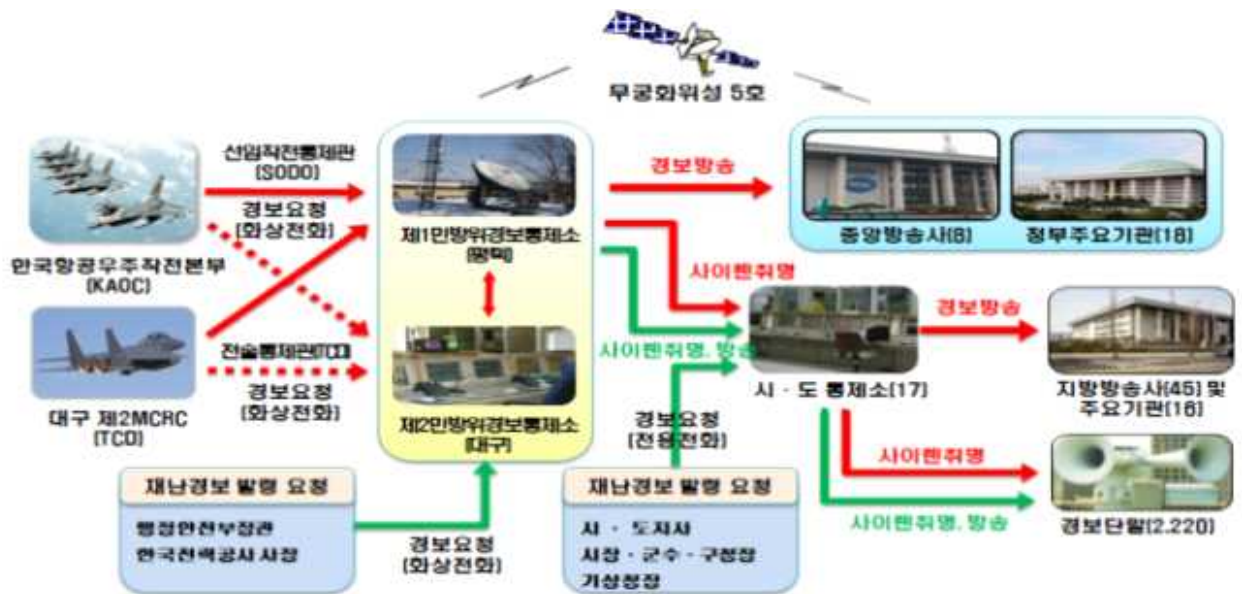 무궁화위성 5호
선임작전통제관
(SODO)
경보요청
(화상전화)
한국항공우주작전본부
(KAOC)
전술통제관(TCD)
경보요청
(화상전화)
대구 제2MCRC
(TCD)
제1민방위경보통제소
(평택)
제2민방위경보통제소
(대구)
경보방송
중앙방송사(8)
정부주요기관(18)
사이렌취명
사이렌취명, 방송
시 · 도 통제소(17)
경보방송
지방방송사(45) 및
주요기관(16)
경보요청
(전용전화)
사이렌취명
사이렌취명, 방송
경보단말(2,220)
재난경보 발령 요청
행정안전부장관
한국전력공사 사장
경보요청
(화상전화)
재난경보 발령 요청
시 · 도지사
시장 · 군수 · 구청장
기상청장